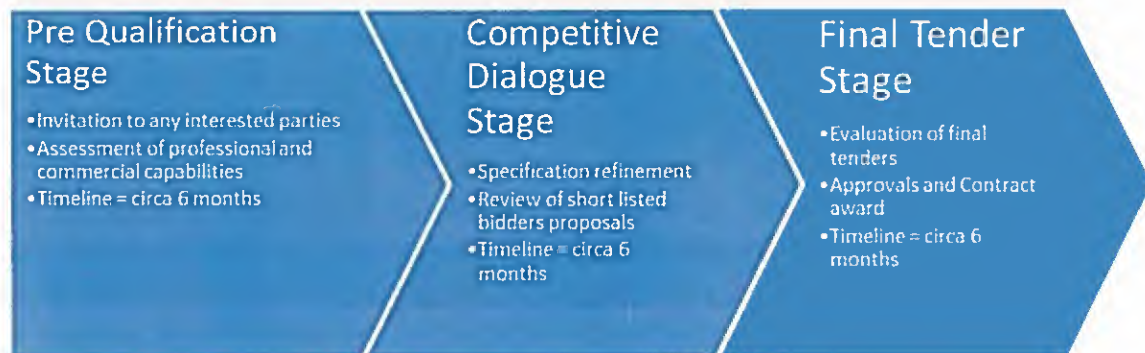 Pre Qualification
Stage
•Invitation to any interested parties
•Assessment of professional and
commercial capabilities
•Timeline = circa 6 months
Competitive
Dialogue
Stage
•Specification refinement
•Review of short listed
bidders proposals
•Timeline = circa 6
months
Final Tender
Stage
•Evaluation of final
tenders
•Approvals and Contract
award
•Timeline = circa 6
months